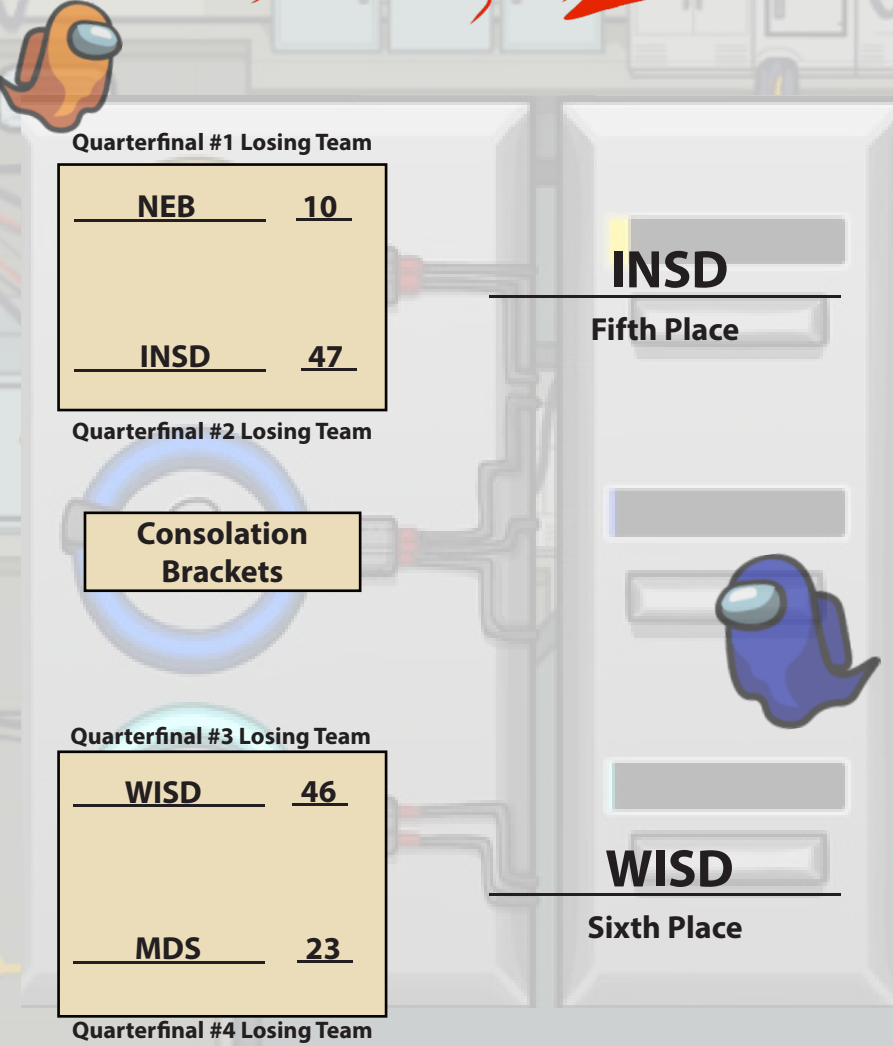 Quarterfinal #1 Losing Team
NEB 10
INSD 47
Quarterfinal #2 Losing Team
INSD
Fifth Place
Consolation
Brackets
Quarterfinal #3 Losing Team
WISD 46
MDS 23
Quarterfinal #4 Losing Team
WISD
Sixth Place